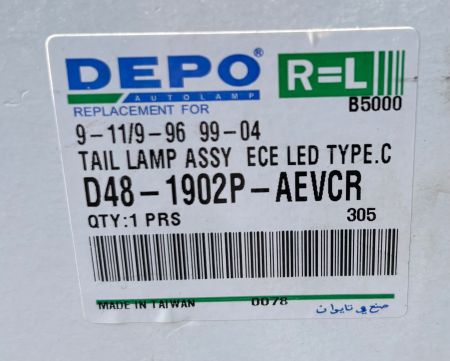 DEPO®
R=L
AUTOLAMP
B5000
REPLACEMENT FOR
9-11/9-96 99-04
TAIL LAMP ASSY ECE LED TYPE.C
D48-1902P-AEVCR
QTY:1 PRS 305
MADE IN TAIWAN 0078 صنع في تايوان